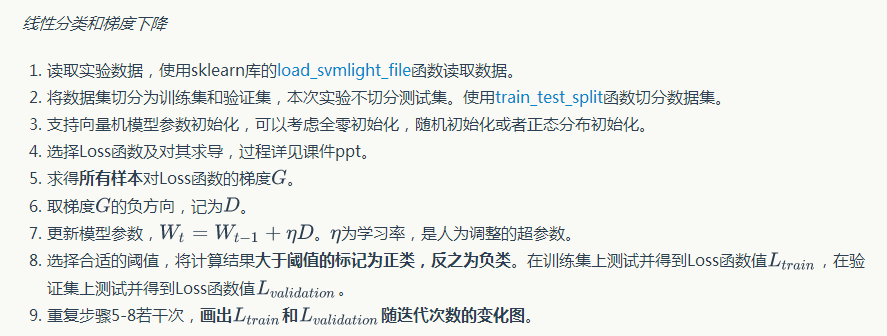 线性分类和梯度下降
1. 读取实验数据，使用sklearn库的load_svmlight_file函数读取数据。
2. 将数据集切分为训练集和验证集，本次实验不切分测试集。使用train_test_split函数切分数据集。
3. 支持向量机模型参数初始化，可以考虑全零初始化，随机初始化或者正态分布初始化。
4. 选择Loss函数及对其求导，过程详见课件ppt。
5. 求得所有样本对Loss函数的梯度G。
6. 取梯度G的负方向，记为D。
7. 更新模型参数，W_t = W_{t-1} + ηD。η为学习率，是人为调整的超参数。
8. 选择合适的阈值，将计算结果大于阈值的标记为正类，反之为负类。在训练集上测试并得到Loss函数值L_{train}，在验
证集上测试并得到Loss函数值L_{validation}。
9. 重复步骤5-8若干次，画出L_{train}和L_{validation}随迭代次数的变化图。